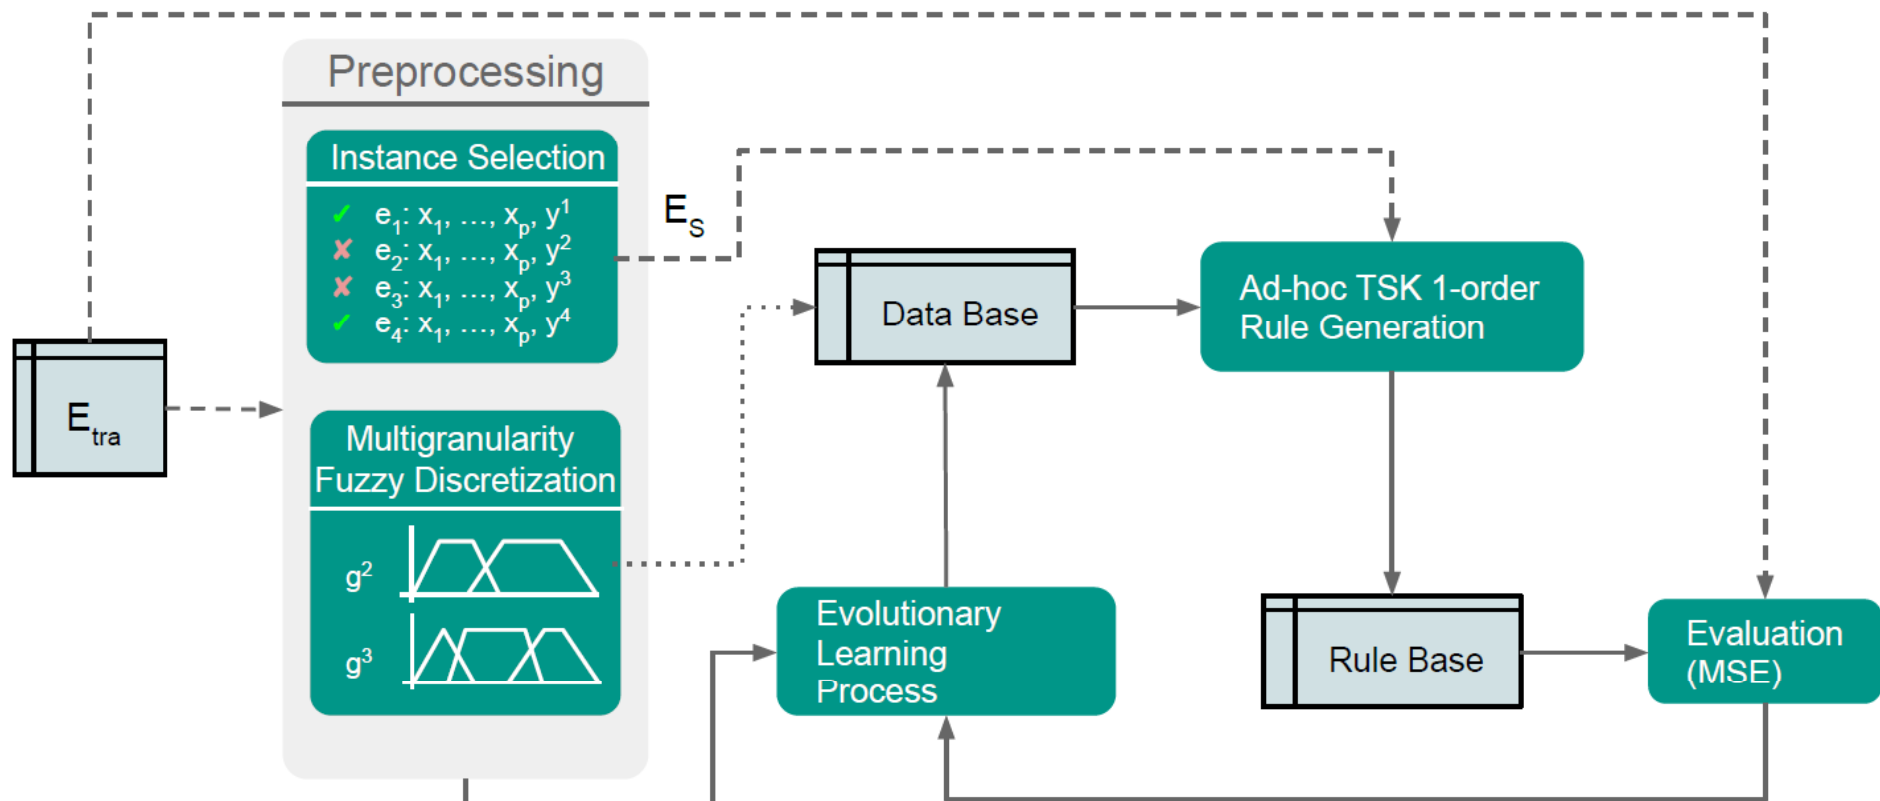 Preprocessing
Instance Selection
✓ e₁: x₁, ..., xₚ, y¹
✘ e₂: x₁, ..., xₚ, y²
✘ e₃: x₁, ..., xₚ, y³
✓ e₄: x₁, ..., xₚ, y⁴
E_S
E_tra
Multigranularity
Fuzzy Discretization
g²
g³
Data Base
Ad-hoc TSK 1-order
Rule Generation
Evolutionary
Learning
Process
Rule Base
Evaluation
(MSE)